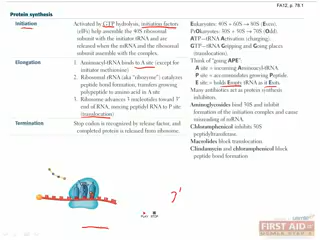 FA12, p. 78.1
Protein synthesis
Initiation
Activated by GTP hydrolysis, initiation factors
(eIFs) help assemble the 40S ribosomal
subunit with the initiator tRNA and are
released when the mRNA and the ribosomal
subunit assemble with the complex.
Elongation
1. Aminoacyl-tRNA binds to A site (except for
initiator methionine)
2. Ribosomal rRNA (aka "ribozyme") catalyzes
peptide bond formation, transfers growing
polypeptide to amino acid in A site
3. Ribosome advances 3 nucleotides toward 3'
end of RNA, moving peptidyl RNA to P site
(translocation)
Termination
Stop codon is recognized by release factor, and
completed protein is released from ribosome.
Eukaryotes: 40S + 60S → 80S (Even).
PrOkaryotes: 30S + 50S → 70S (Odd).
ATP—tRNA Activation (charging).
GTP—tRNA Gripping and Going places
(translocation).
Think of "going APE":
A site = incoming Aminoacyl-tRNA
P site = accommodates growing Peptide.
E site = holds Empty tRNA as it Exits.
Many antibiotics act as protein synthesis
inhibitors:
Aminoglycosides bind 30S and inhibit
formation of the initiation complex and cause
misreading of mRNA.
Chloramphenicol inhibits 50S
peptidyltransferase.
Macrolides block translocation
Clindamycin and chloramphenicol block
peptide bond formation
3'
FIRST AID